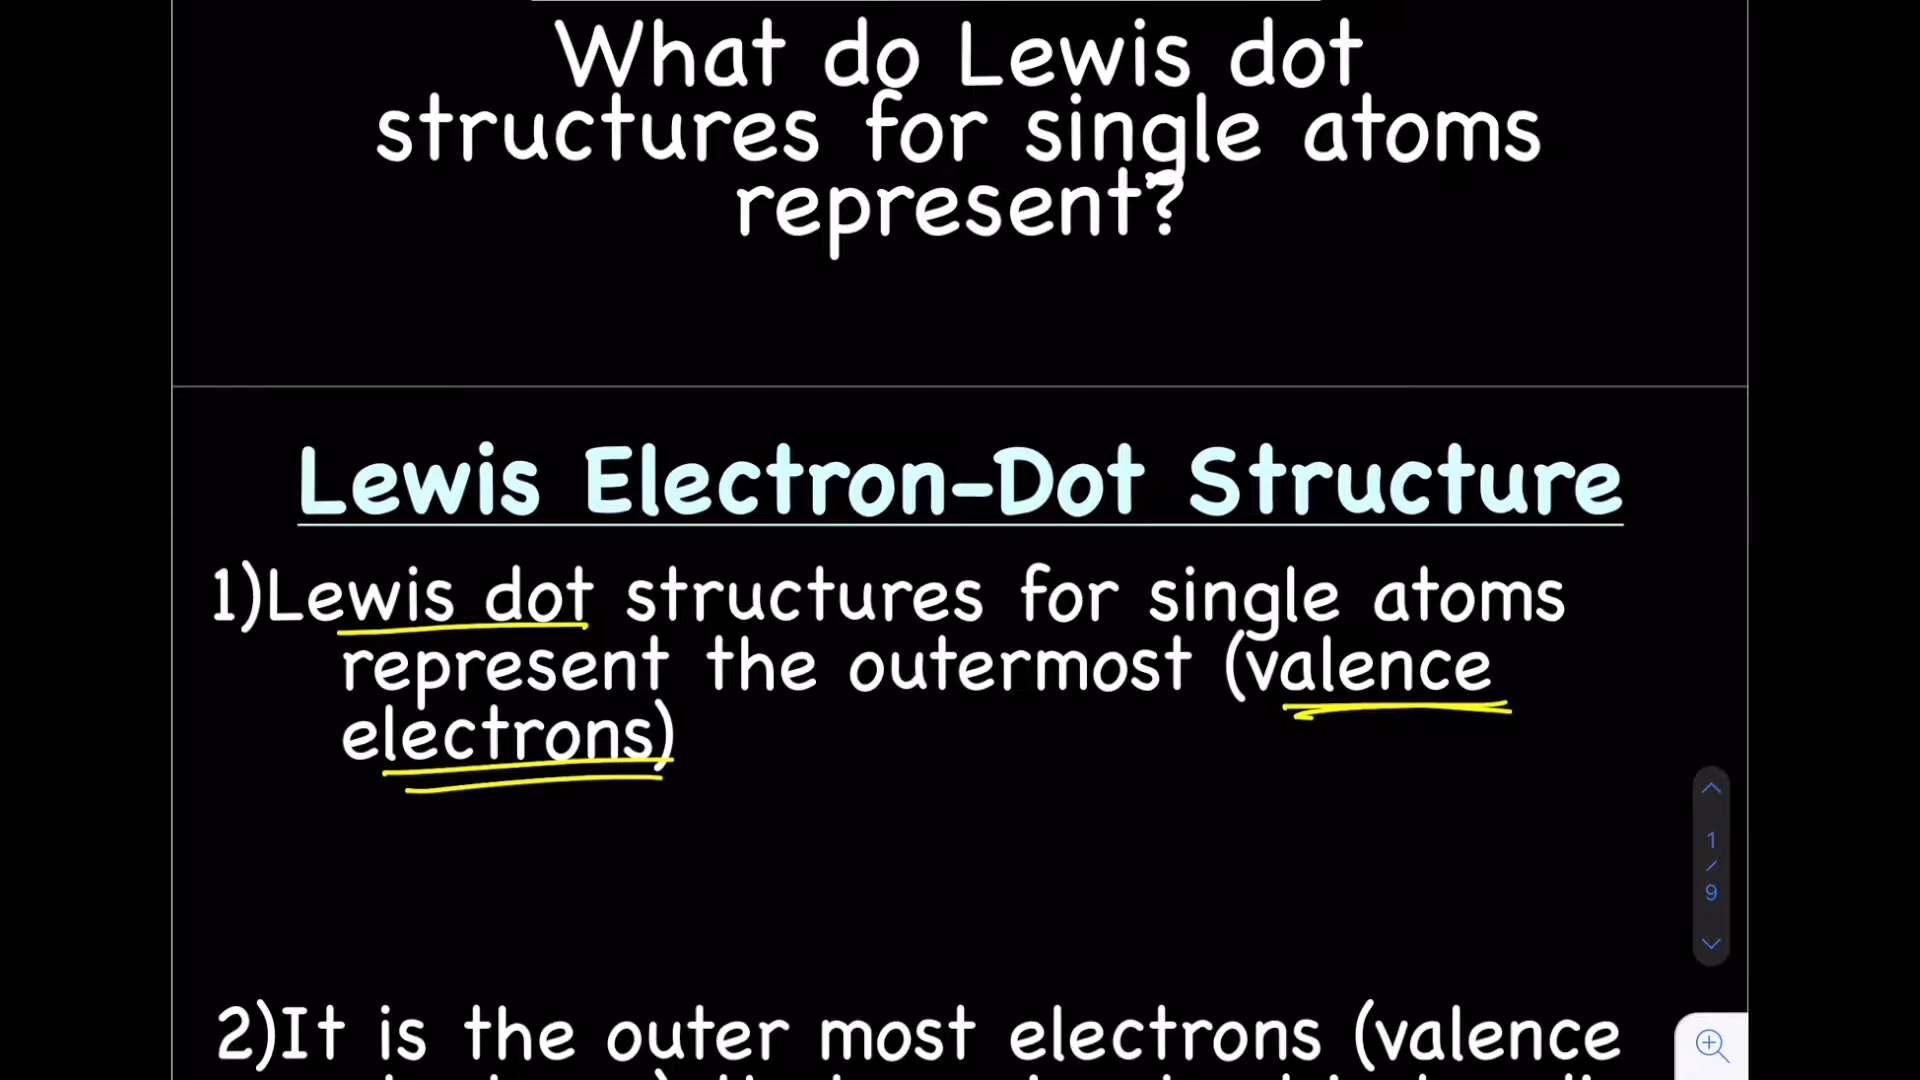 What do Lewis dot
structures for single atoms
represent?
Lewis Electron-Dot Structure
1)Lewis dot structures for single atoms
represent the outermost (valence
electrons)
1
/
9
2)It is the outer most electrons (valence